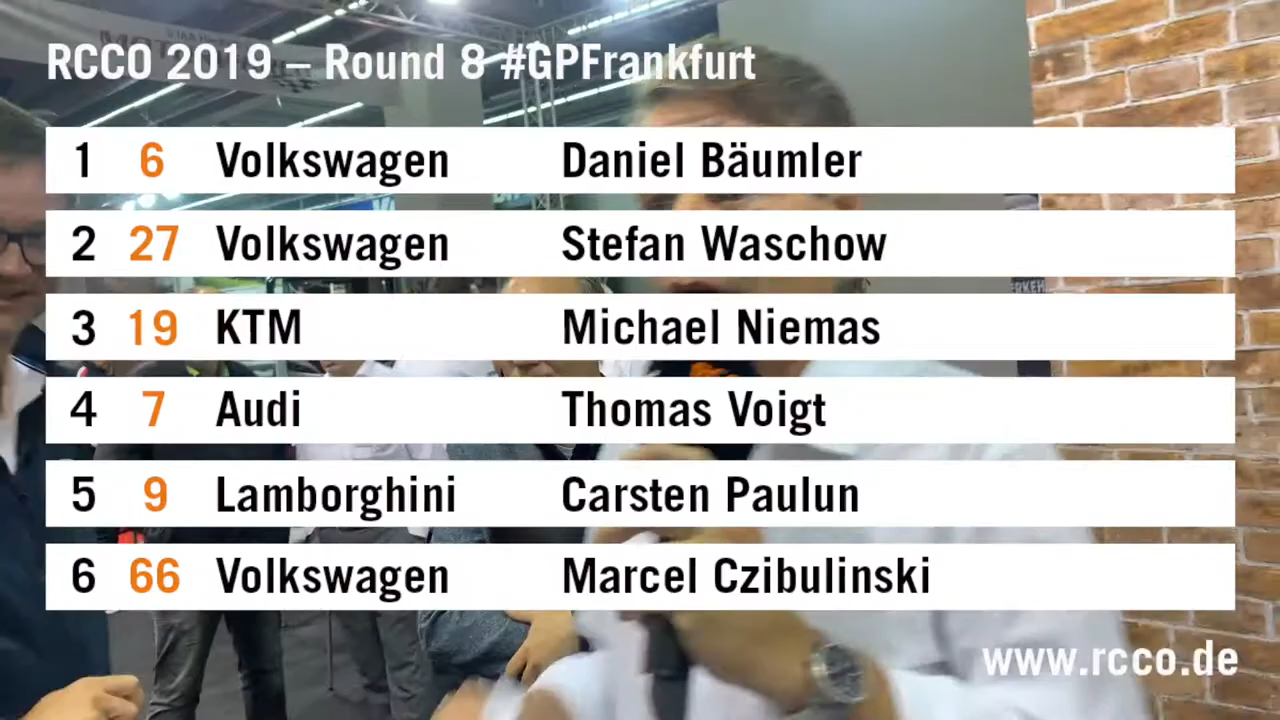 RCCO 2019 – Round 8 #GPFrankfurt
1 6 Volkswagen Daniel Bäumler
2 27 Volkswagen Stefan Waschow
3 19 KTM Michael Niemas
4 7 Audi Thomas Voigt
5 9 Lamborghini Carsten Paulun
6 66 Volkswagen Marcel Czibulinski
www.rcco.de